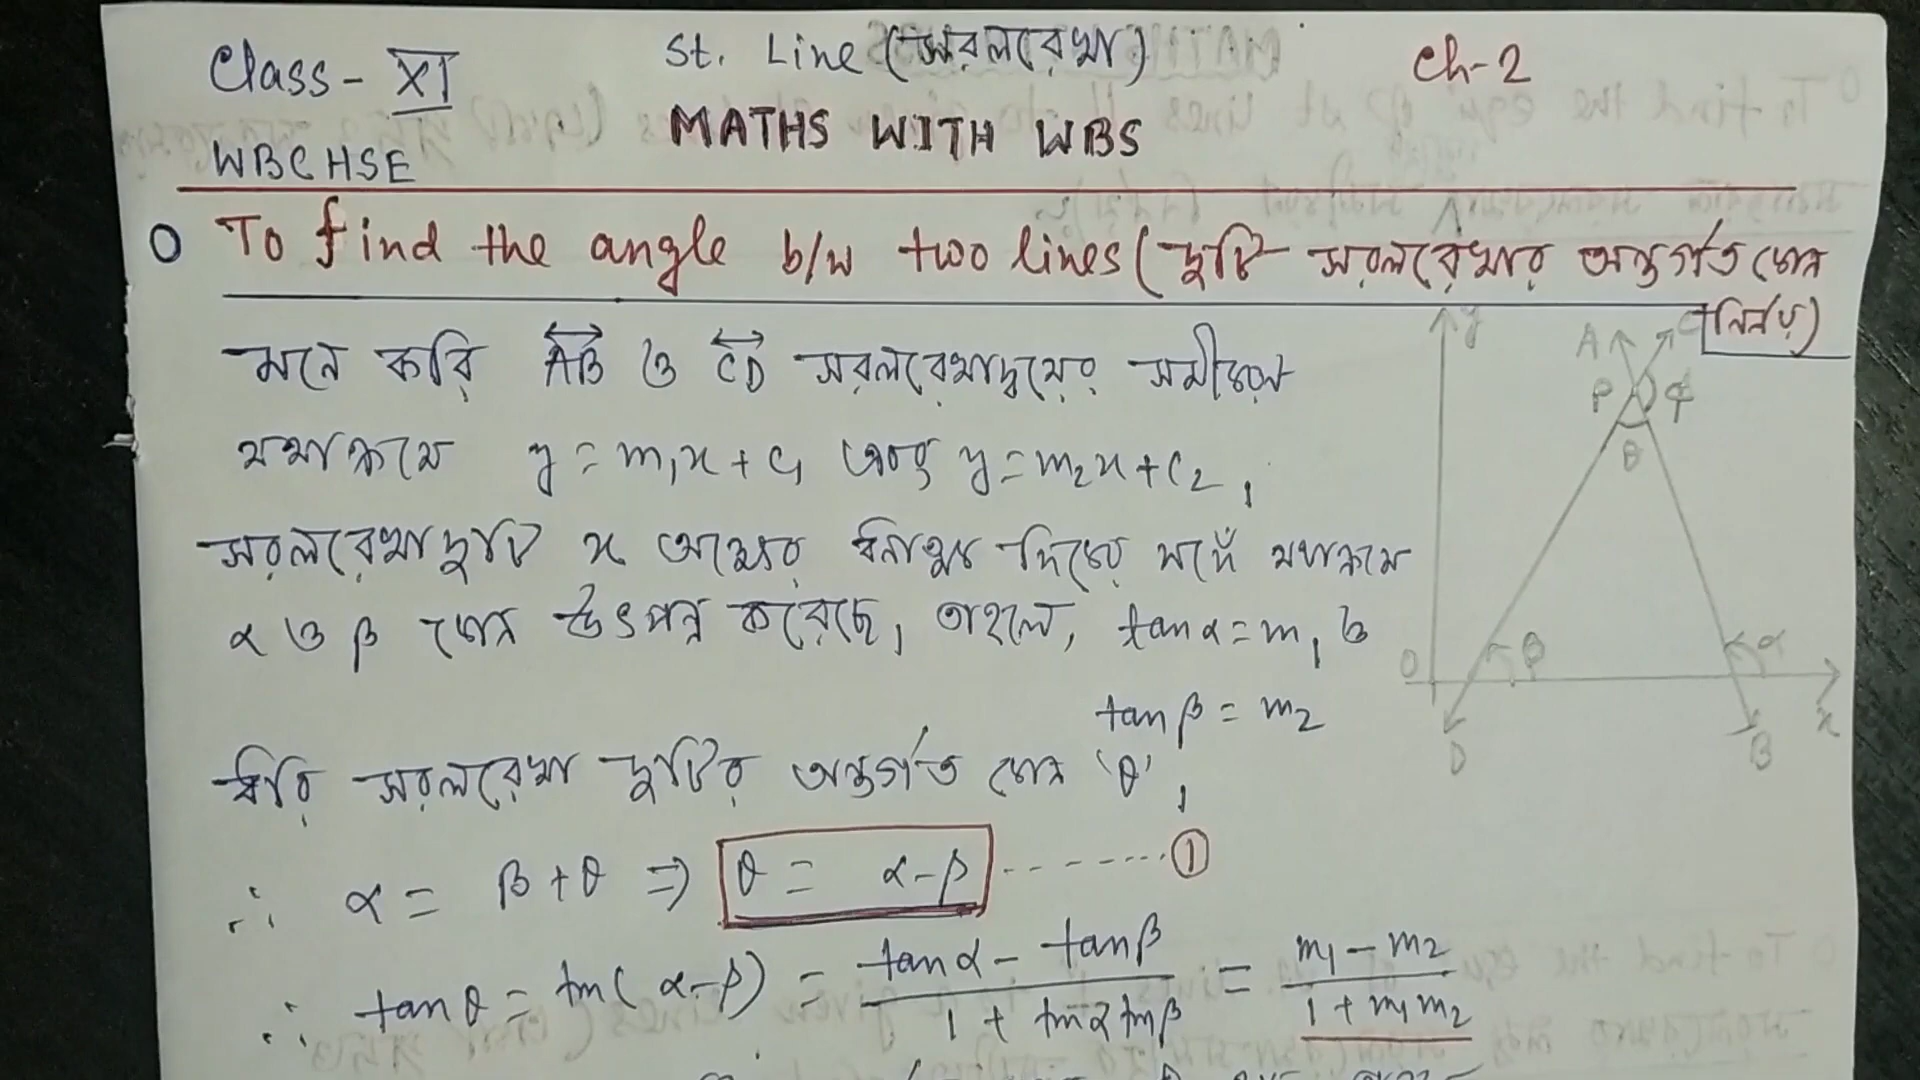 Class - XI St. Line (সরলরেখা) Ch-2
WBCHSE MATHS WITH WBS
O To find the angle b/w two lines (দুটি সরলরেখার অন্তর্গত কোণ নির্ণয়)
মনে করি AB ও CD সরলরেখাদ্বয়ের সমীকরণ
যথাক্রমে y = m₁x + c₁ এবং y = m₂x + c₂,
সরলরেখাদুটি x অক্ষের ধনাত্মক দিকের সঙ্গে যথাক্রমে
α ও β কোণ উৎপন্ন করেছে, তাহলে, tan α = m₁ ও
tan β = m₂
ধরি সরলরেখা দুটির অন্তর্গত কোণ 'θ',
∴ α = β + θ ⇒ θ = α - β ------- ①
∴ tan θ = tan (α - β) = (tan α - tan β)/(1 + tan α tan β) = (m₁ - m₂)/(1 + m₁m₂)
y
A C
P φ
θ
O β α
x
D B